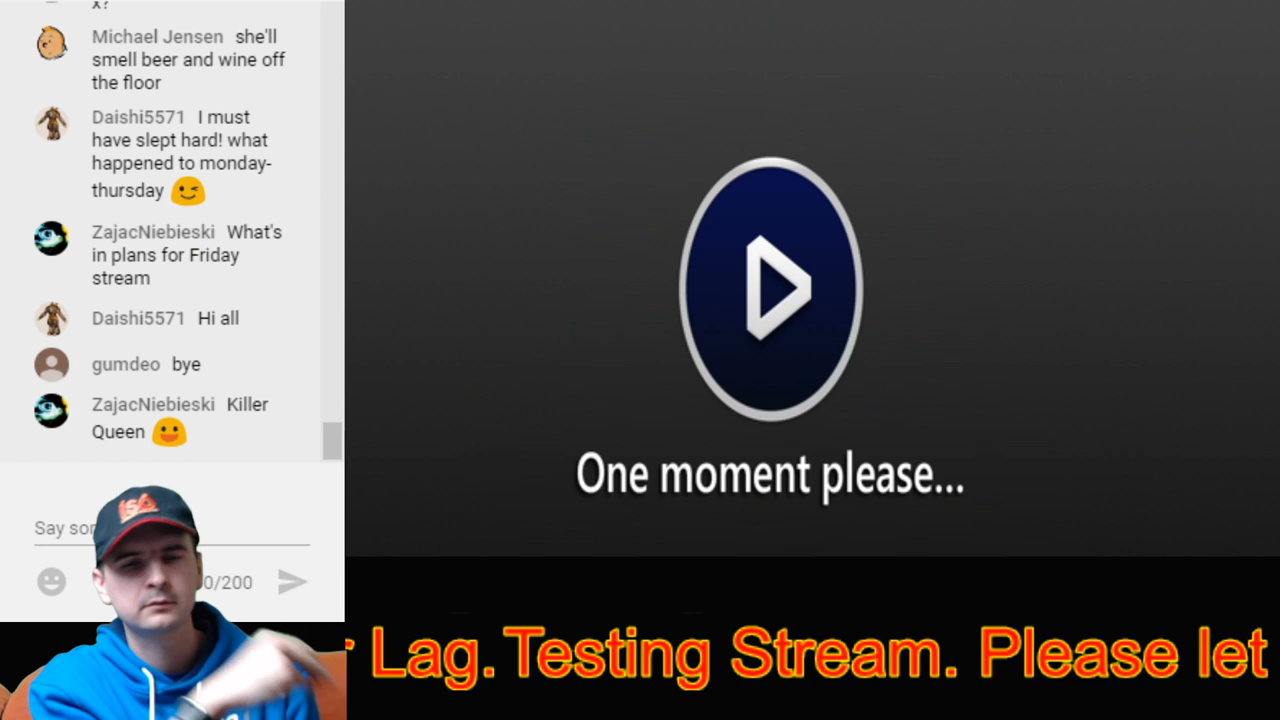 x?
Michael Jensen she'll
smell beer and wine off
the floor
Daishi5571 I must
have slept hard! what
happened to monday-
thursday
ZajacNiebieski What's
in plans for Friday
stream
Daishi5571 Hi all
gumdeo bye
ZajacNiebieski Killer
Queen
Say
0/200
One moment please...
Lag. Testing Stream. Please let